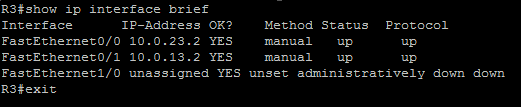 R3#show ip interface brief
Interface IP-Address OK? Method Status Protocol
FastEthernet0/0 10.0.23.2 YES manual up up
FastEthernet0/1 10.0.13.2 YES manual up up
FastEthernet1/0 unassigned YES unset administratively down down
R3#exit